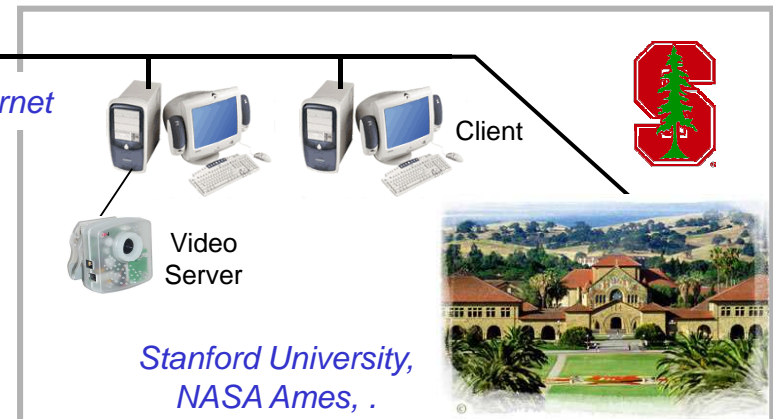 rnet
Client
Video
Server
Stanford University,
NASA Ames, .
S
©